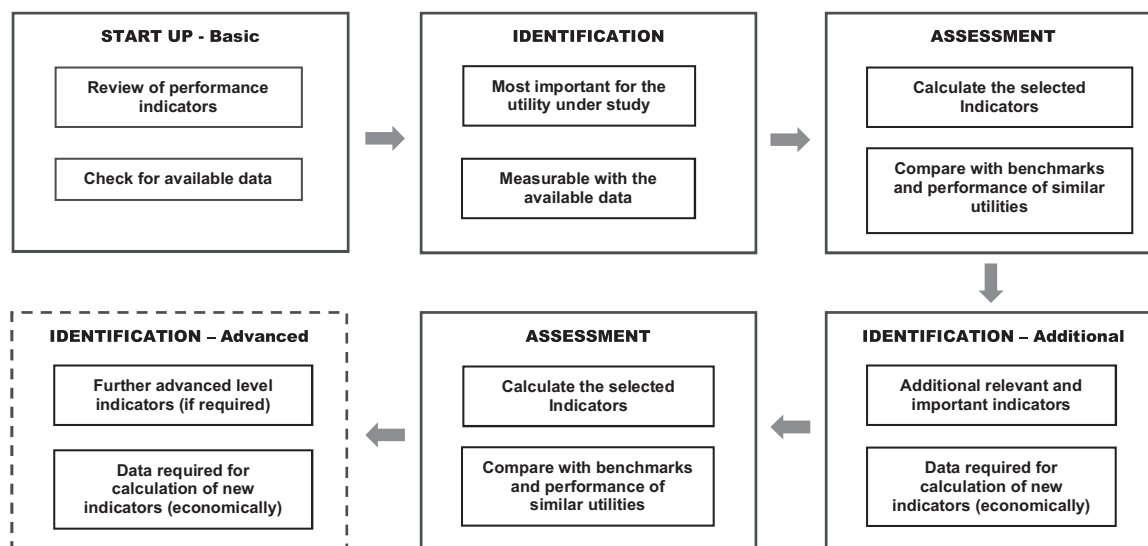 START UP - Basic
Review of performance
indicators
Check for available data
IDENTIFICATION
Most important for the
utility under study
Measurable with the
available data
ASSESSMENT
Calculate the selected
Indicators
Compare with benchmarks
and performance of similar
utilities
IDENTIFICATION – Additional
Additional relevant and
important indicators
Data required for
calculation of new
indicators (economically)
ASSESSMENT
Calculate the selected
Indicators
Compare with benchmarks
and performance of
similar utilities
IDENTIFICATION – Advanced
Further advanced level
indicators (if required)
Data required for
calculation of new
indicators (economically)